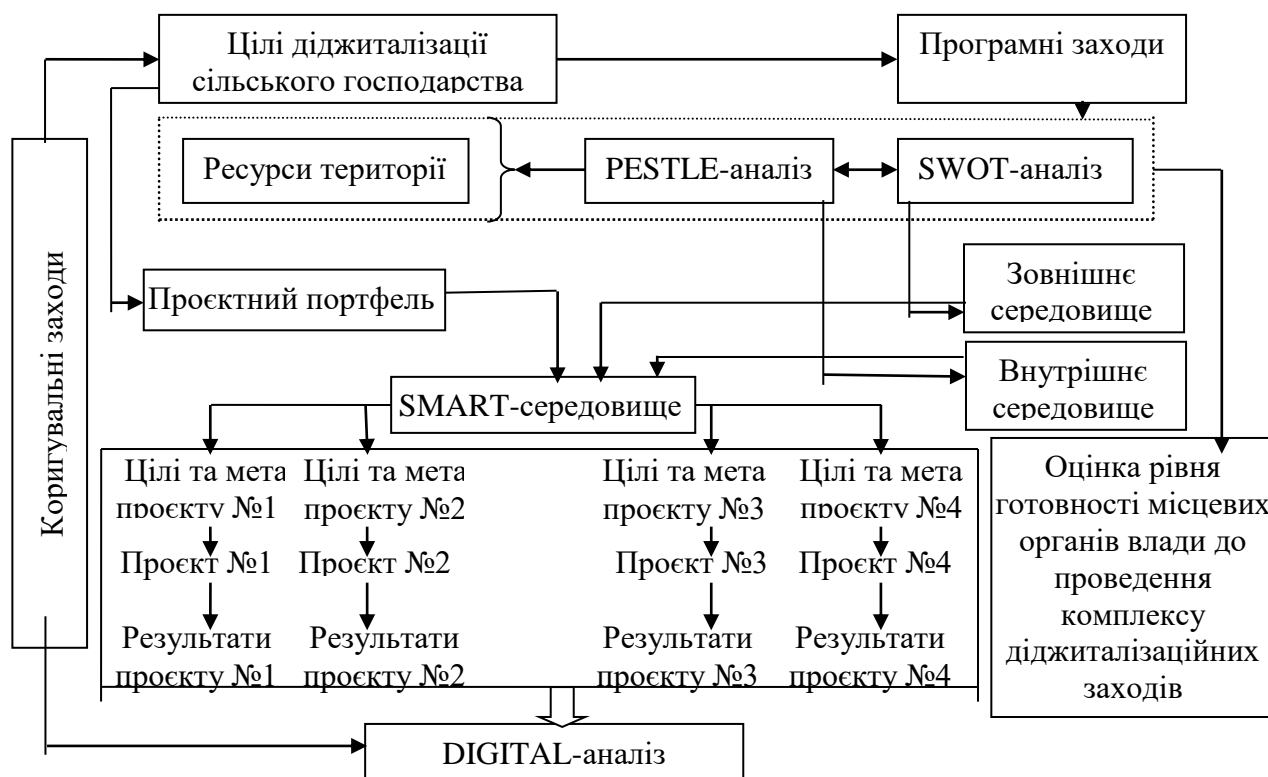 Цілі діджиталізації
сільського господарства
Програмні заходи
Ресурси території
PESTLE-аналіз
SWOT-аналіз
Коригувальні заходи
Проєктний портфель
Зовнішнє
середовище
Внутрішнє
середовище
SMART-середовище
Цілі та мета
проєкту №1
Цілі та мета
проєкту №2
Цілі та мета
проєкту №3
Цілі та мета
проєкту №4
Проєкт №1
Проєкт №2
Проєкт №3
Проєкт №4
Результати
проєкту №1
Результати
проєкту №2
Результати
проєкту №3
Результати
проєкту №4
Оцінка рівня
готовності місцевих
органів влади до
проведення
комплексу
діджиталізаційних
заходів
DIGITAL-аналіз